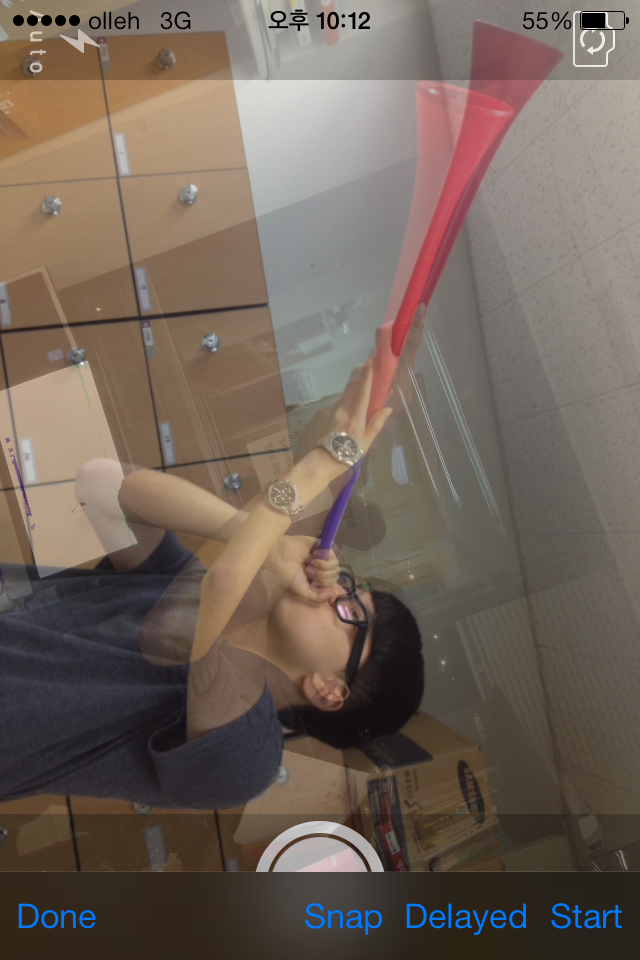 olleh 3G 오후 10:12 55%
Auto
Done Snap Delayed Start